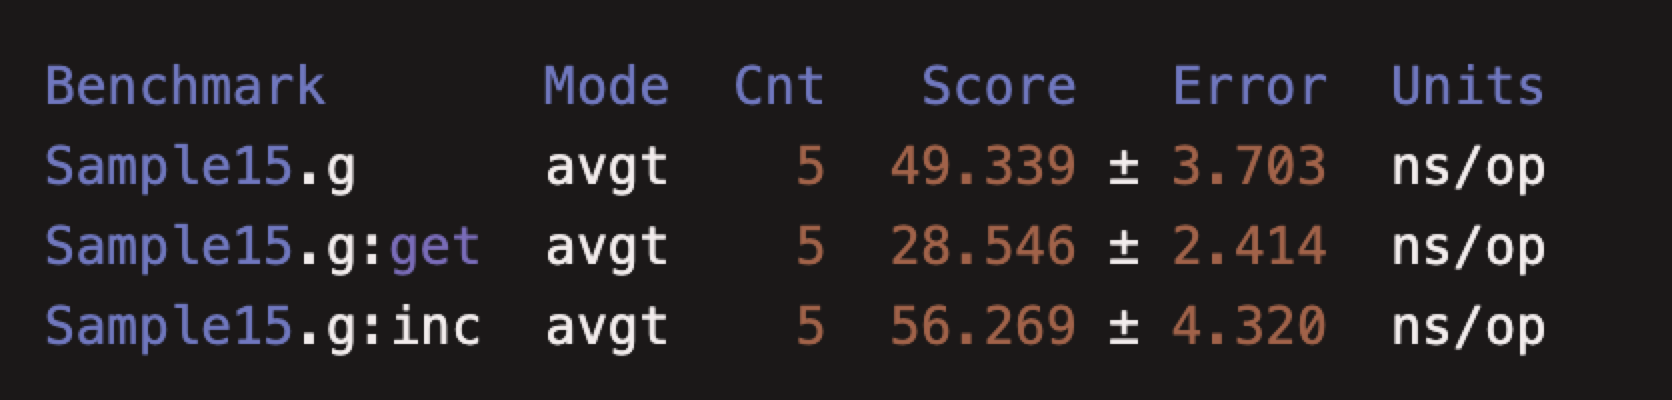 Benchmark Mode Cnt Score Error Units
Sample15.g avgt 5 49.339 ± 3.703 ns/op
Sample15.g:get avgt 5 28.546 ± 2.414 ns/op
Sample15.g:inc avgt 5 56.269 ± 4.320 ns/op